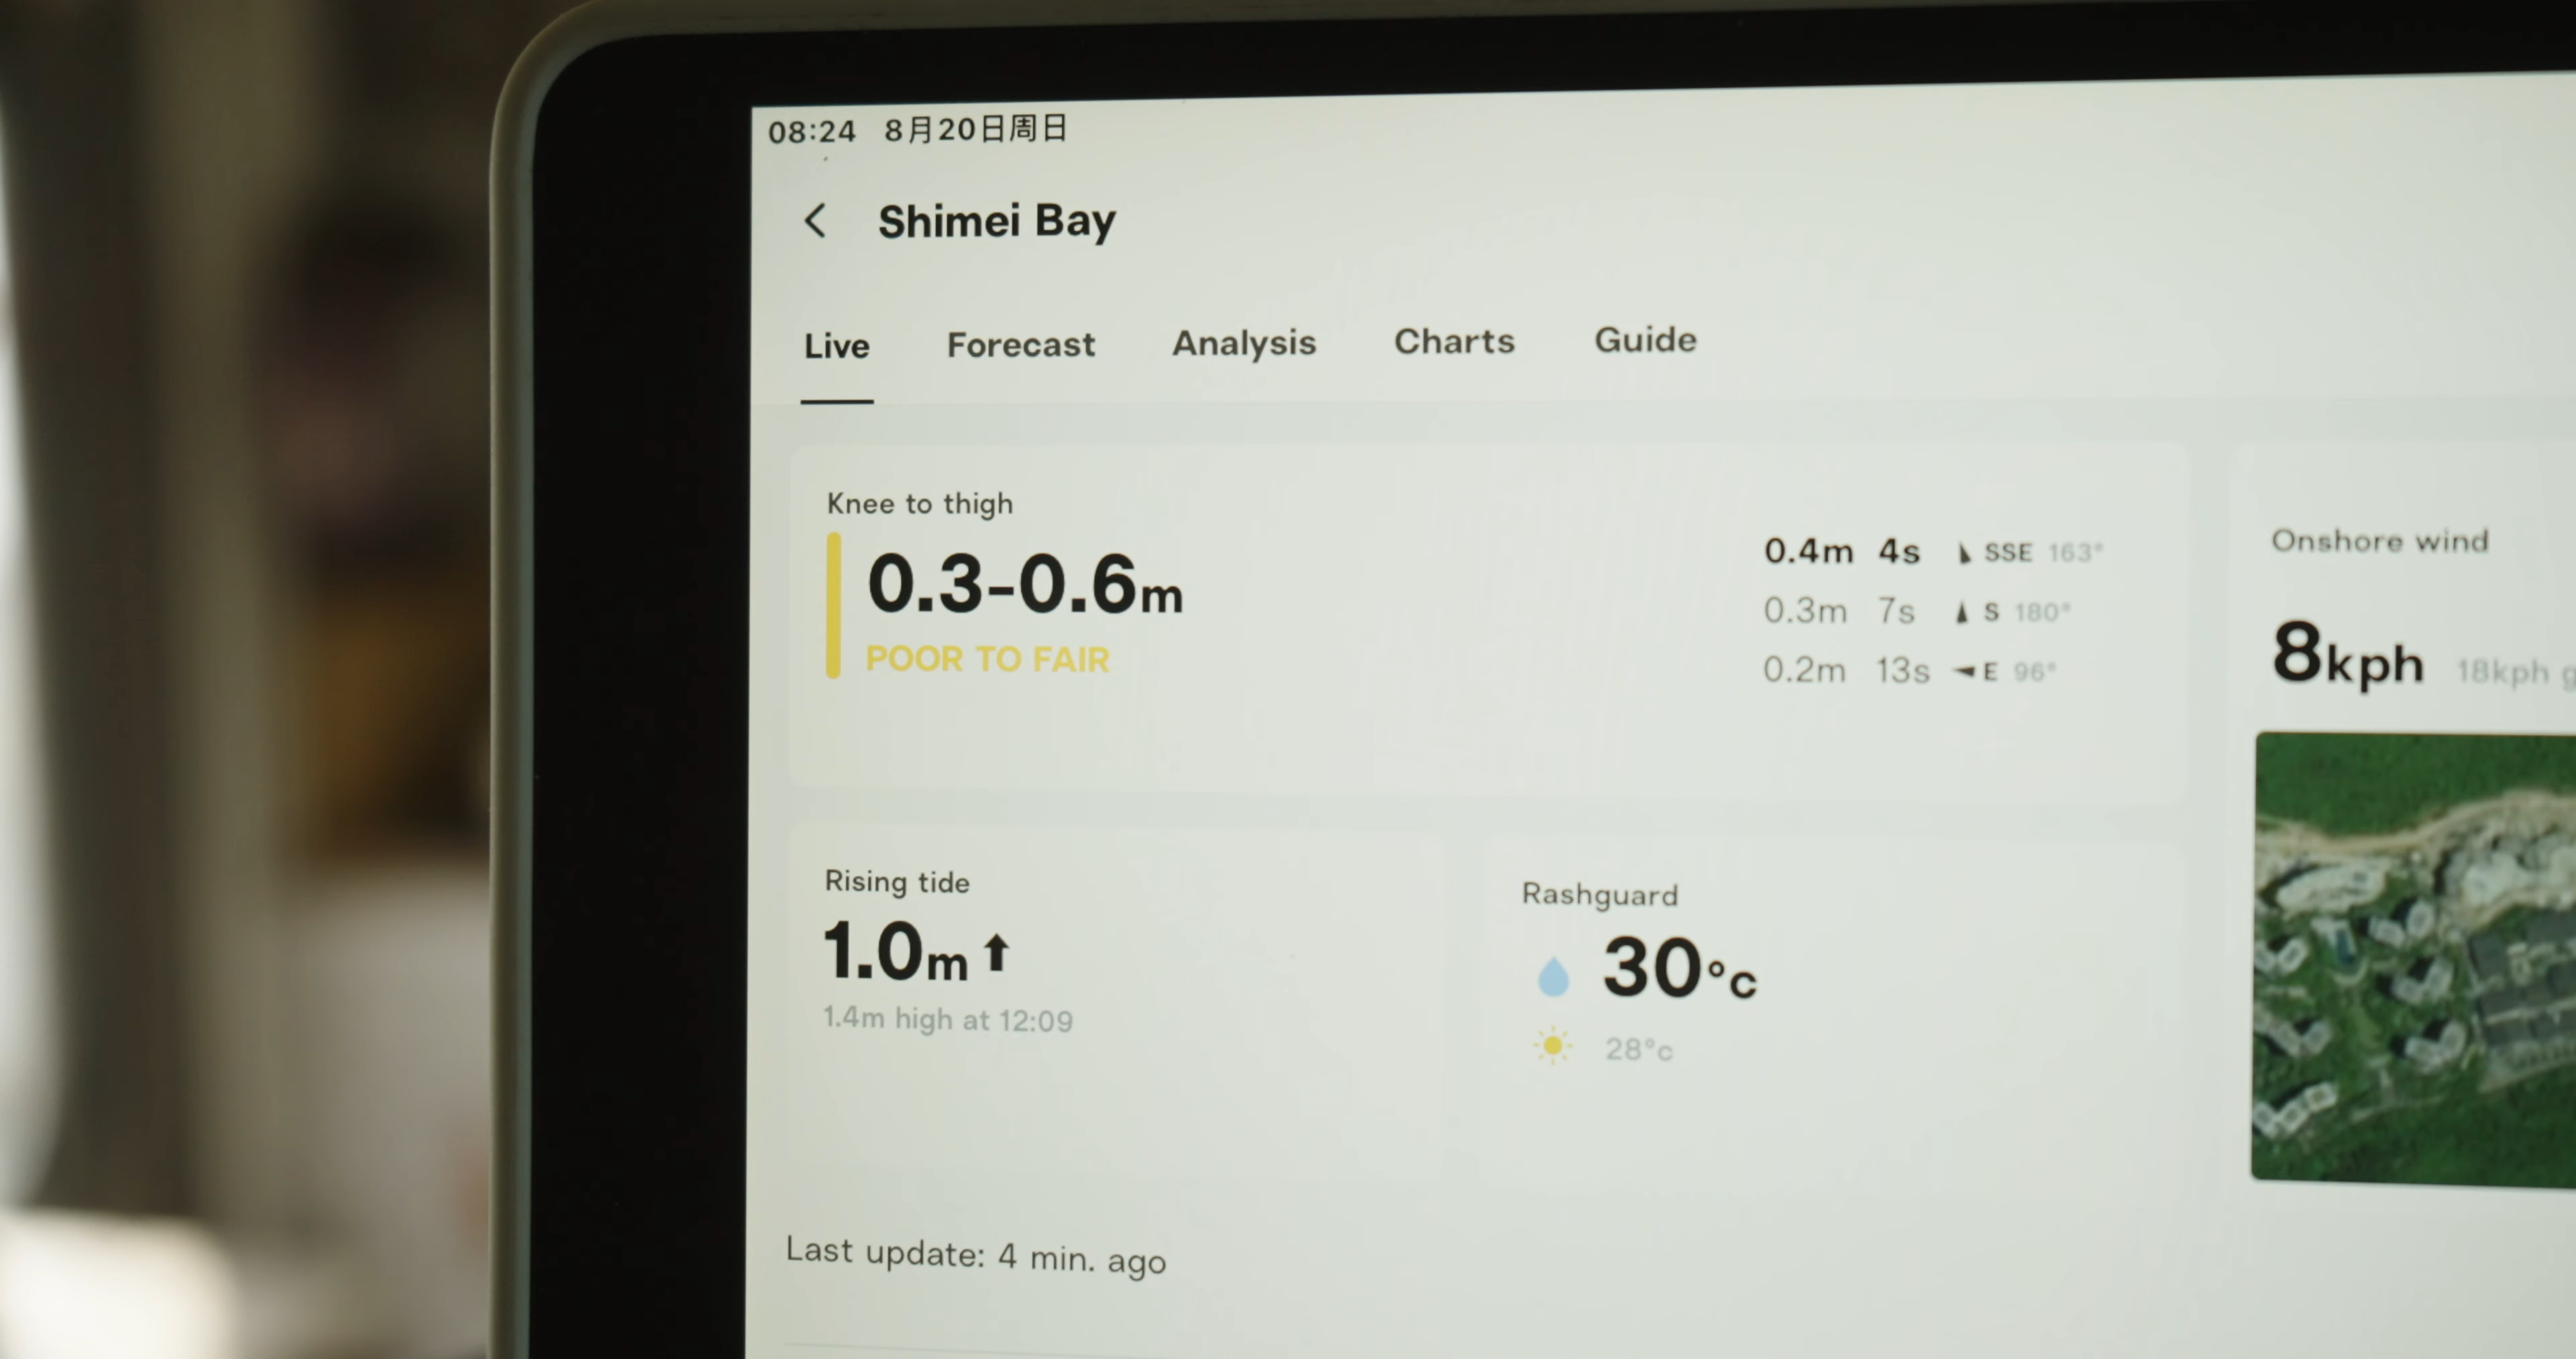 08:24 8月20日周日
Shimei Bay
Live Forecast Analysis Charts Guide
Knee to thigh
0.3-0.6m
POOR TO FAIR
0.4m 4s SSE 163°
0.3m 7s S 180°
0.2m 13s E 96°
Onshore wind
8kph 18kph
Rising tide
1.0m
1.4m high at 12:09
Rashguard
30°c
28°c
Last update: 4 min. ago